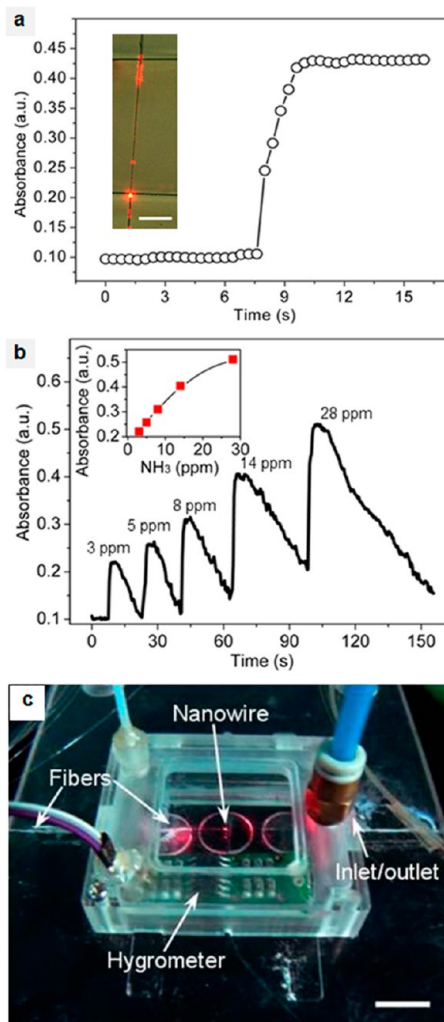 a
0.45
0.40
0.35
0.30
0.25
0.20
0.15
0.10
Absorbance (a.u.)
0 3 6 9 12 15
Time (s)
b
0.6
0.5
0.4
0.3
0.2
0.1
Absorbance (a.u.)
0.5
0.4
0.3
0.2
Absorbance (a.u.)
0 10 20 30
NH3 (ppm)
3 ppm
5 ppm
8 ppm
14 ppm
28 ppm
0 30 60 90 120 150
Time (s)
c
Nanowire
Fibers
Inlet/outlet
Hygrometer